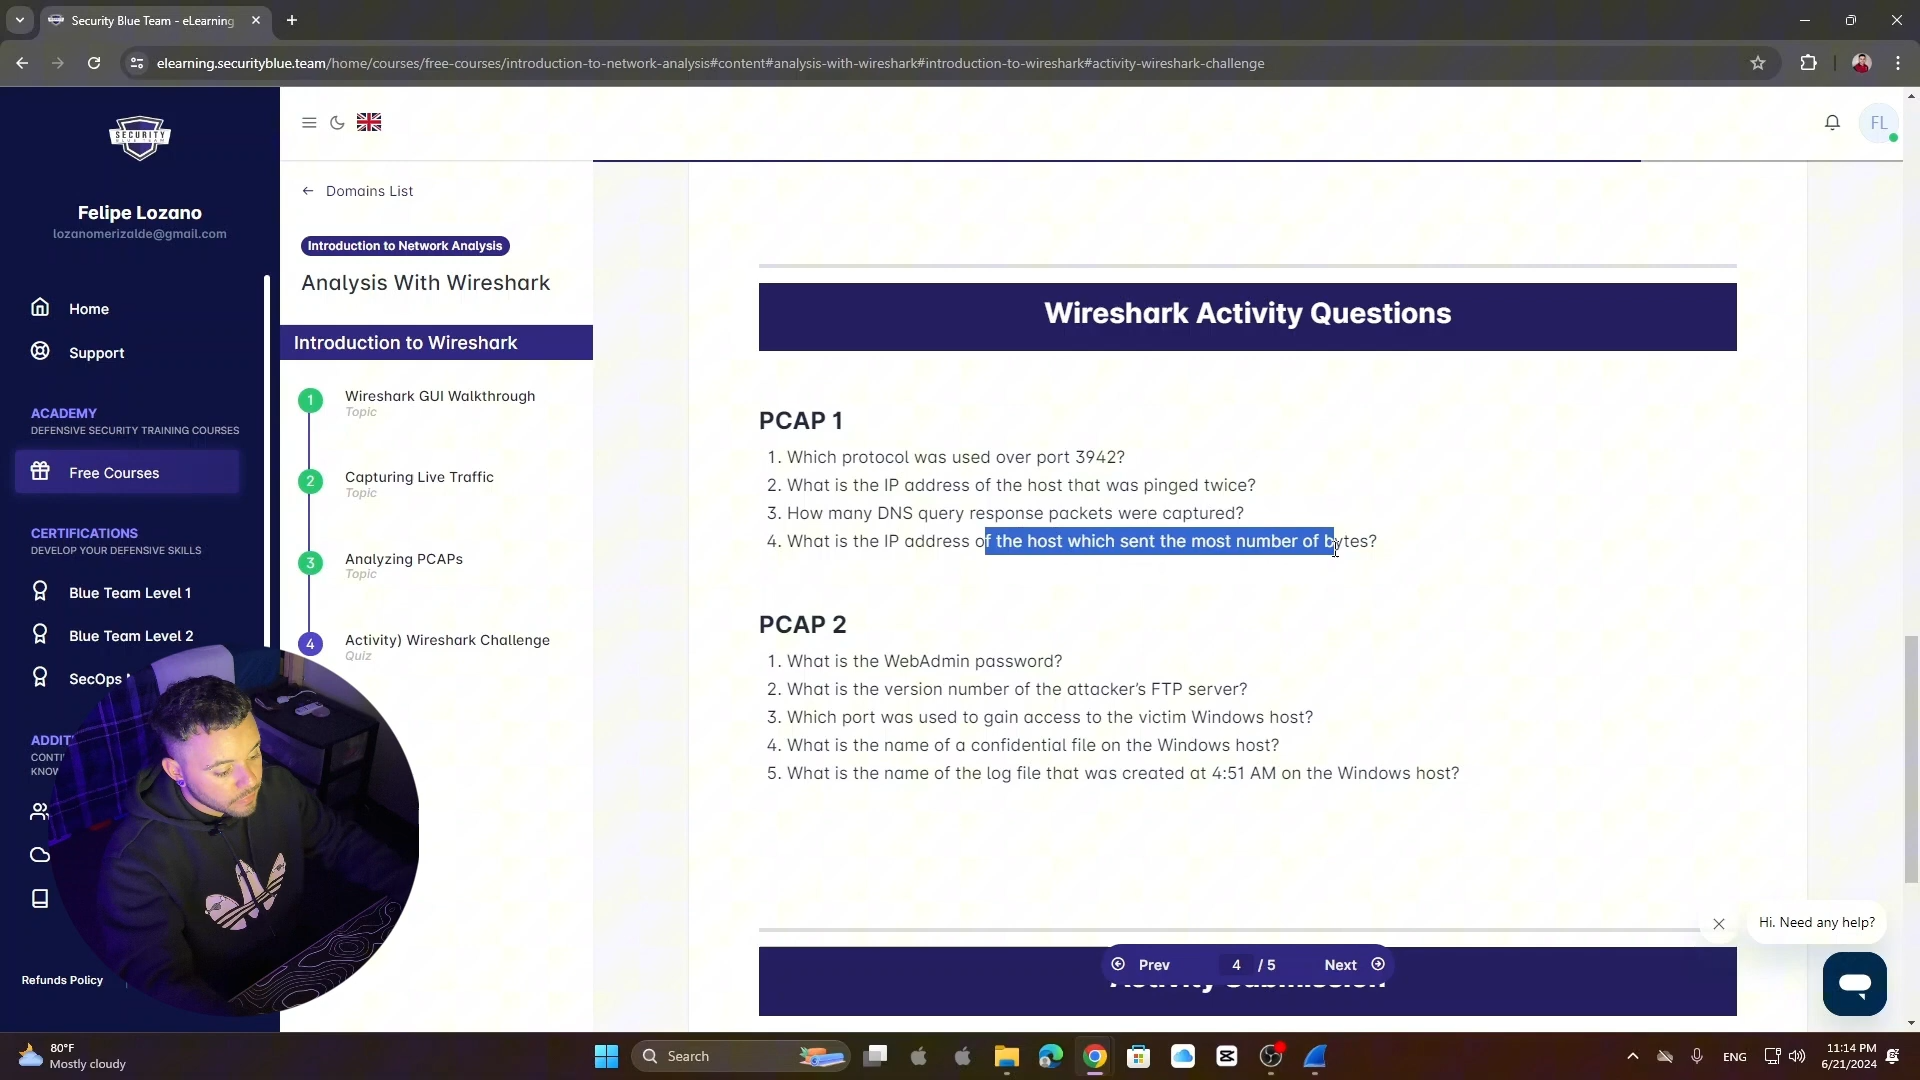 Security Blue Team - eLearning
elearning.securityblue.team/home/courses/free-courses/introduction-to-network-analysis#content#analysis-with-wireshark#introduction-to-wireshark#activity-wireshark-challenge
SECURITY
FL
Domains List
Felipe Lozano
lozanomerizalde@gmail.com
Introduction to Network Analysis
Analysis With Wireshark
Introduction to Wireshark
Home
Support
ACADEMY
DEFENSIVE SECURITY TRAINING COURSES
Free Courses
CERTIFICATIONS
DEVELOP YOUR DEFENSIVE SKILLS
Blue Team Level 1
Blue Team Level 2
SecOps
Refunds Policy
1
Wireshark GUI Walkthrough
Topic
2
Capturing Live Traffic
Topic
3
Analyzing PCAPs
Topic
4
Activity) Wireshark Challenge
Quiz
Wireshark Activity Questions
PCAP 1
1. Which protocol was used over port 3942?
2. What is the IP address of the host that was pinged twice?
3. How many DNS query response packets were captured?
4. What is the IP address of the host which sent the most number of bytes?
PCAP 2
1. What is the WebAdmin password?
2. What is the version number of the attacker's FTP server?
3. Which port was used to gain access to the victim Windows host?
4. What is the name of a confidential file on the Windows host?
5. What is the name of the log file that was created at 4:51 AM on the Windows host?
Hi. Need any help?
Prev 4 / 5 Next
Activity Submission
80°F
Mostly cloudy
Search
ENG
11:14 PM
6/21/2024